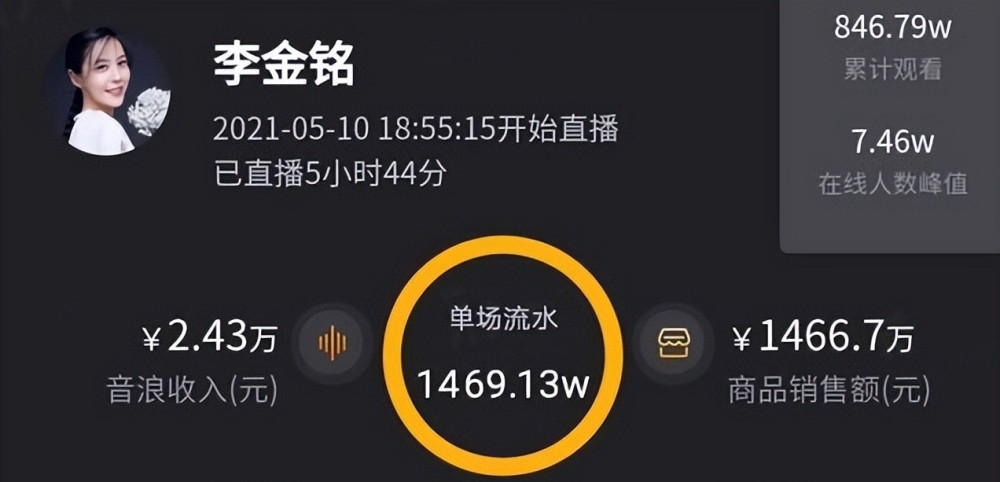 李金铭
2021-05-10 18:55:15开始直播
已直播5小时44分
846.79w
累计观看
7.46w
在线人数峰值
¥2.43万
音浪收入(元)
单场流水
1469.13w
¥1466.7万
商品销售额(元)